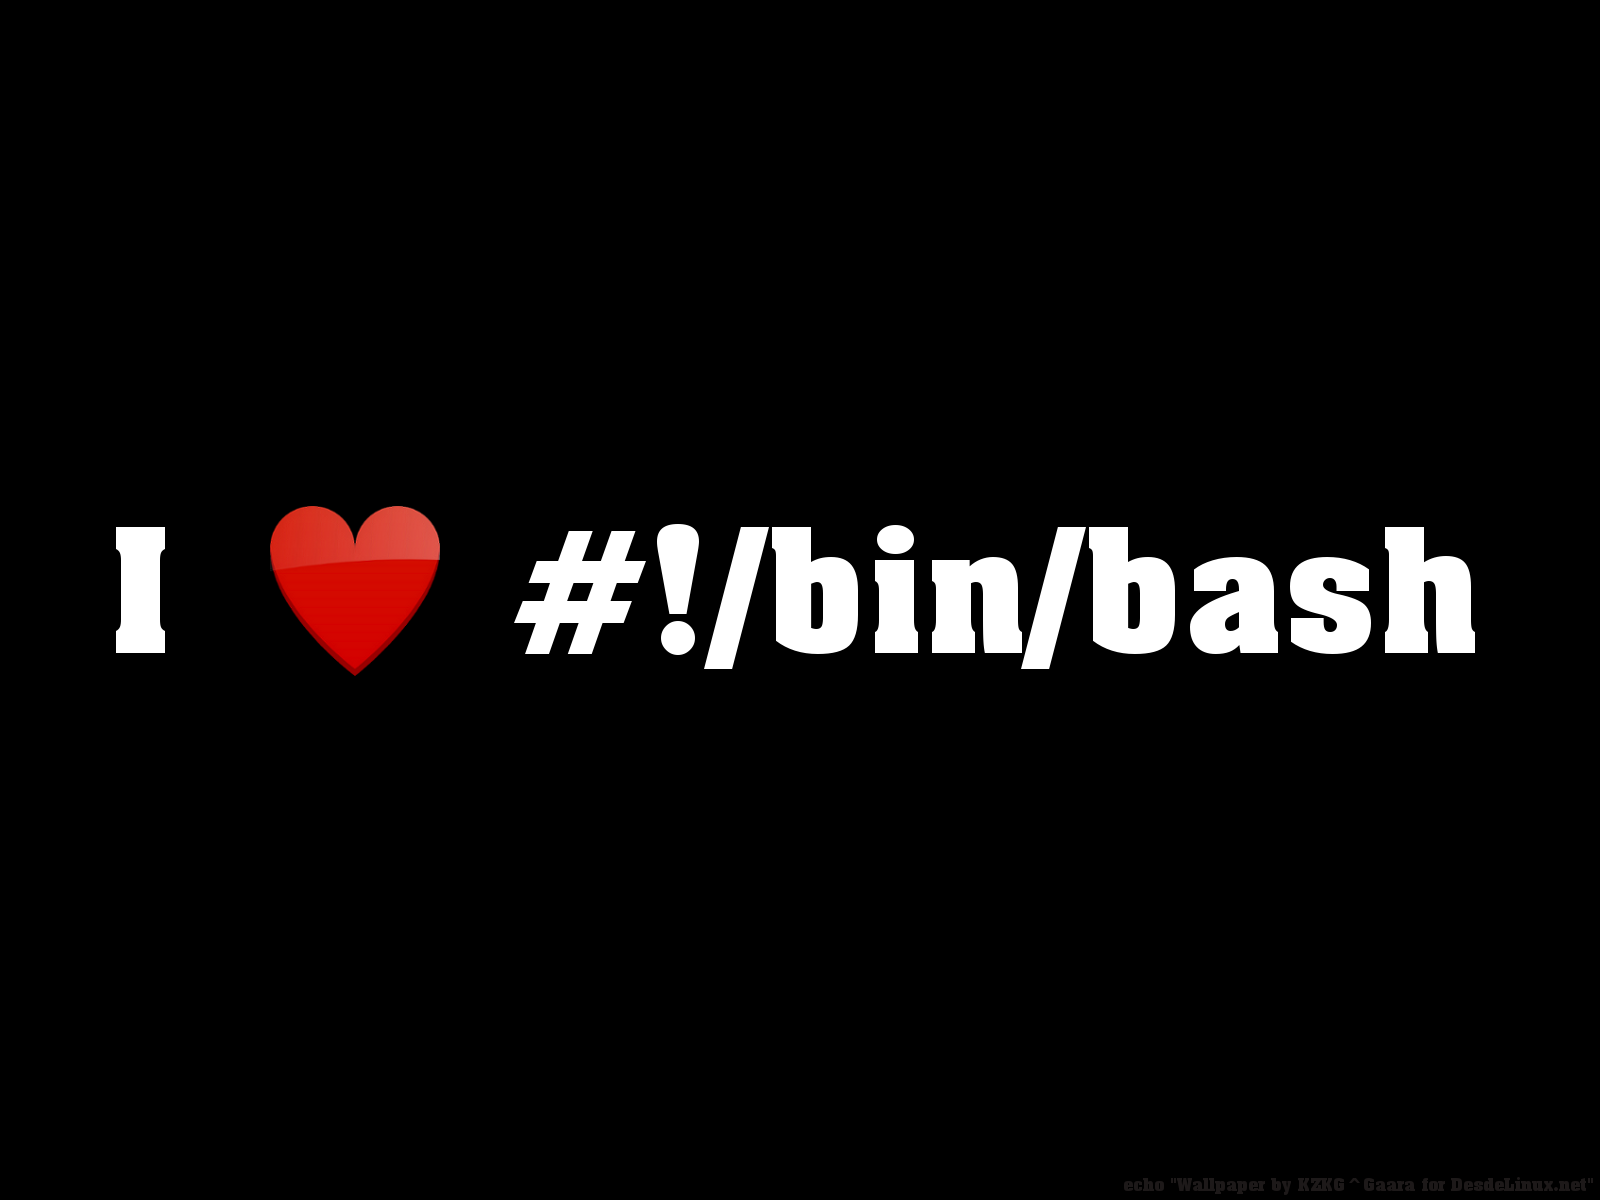 I ❤ #!/bin/bash
echo "Wallpaper by KZKG^Gaara for DesdeLinux.net"